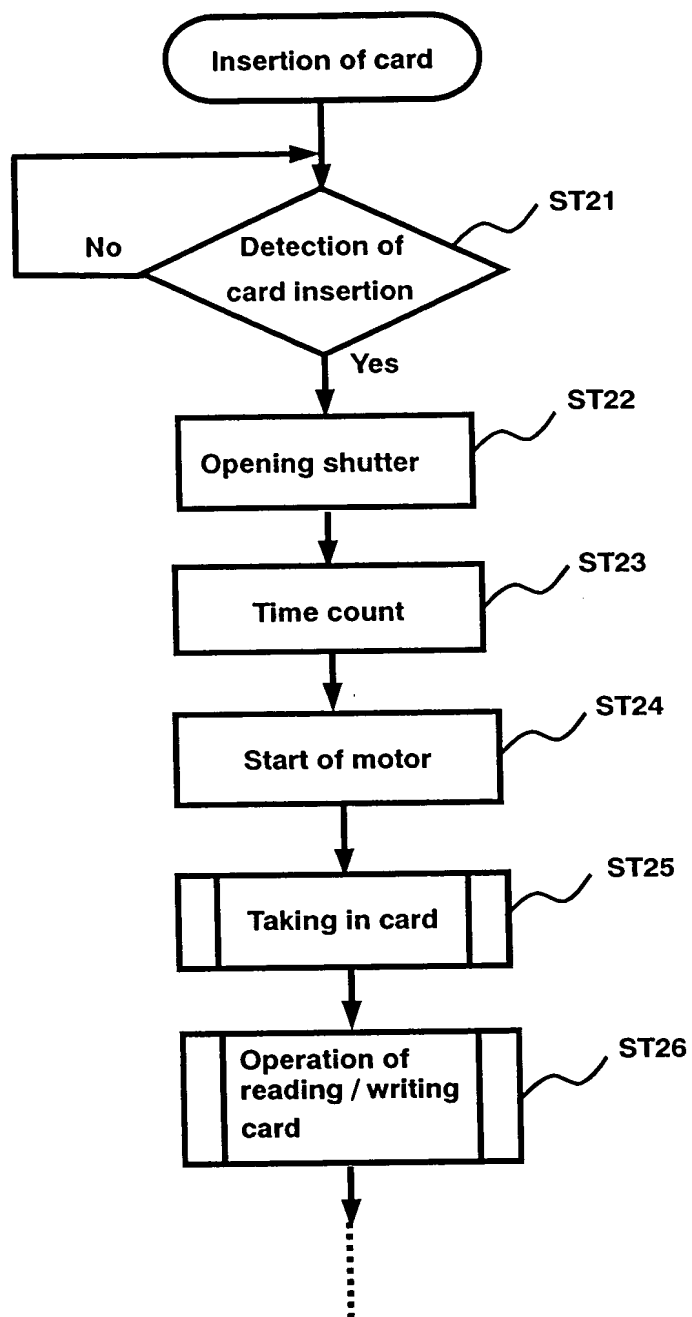 Insertion of card
ST21
No
Detection of
card insertion
Yes
ST22
Opening shutter
ST23
Time count
ST24
Start of motor
ST25
Taking in card
ST26
Operation of
reading / writing
card